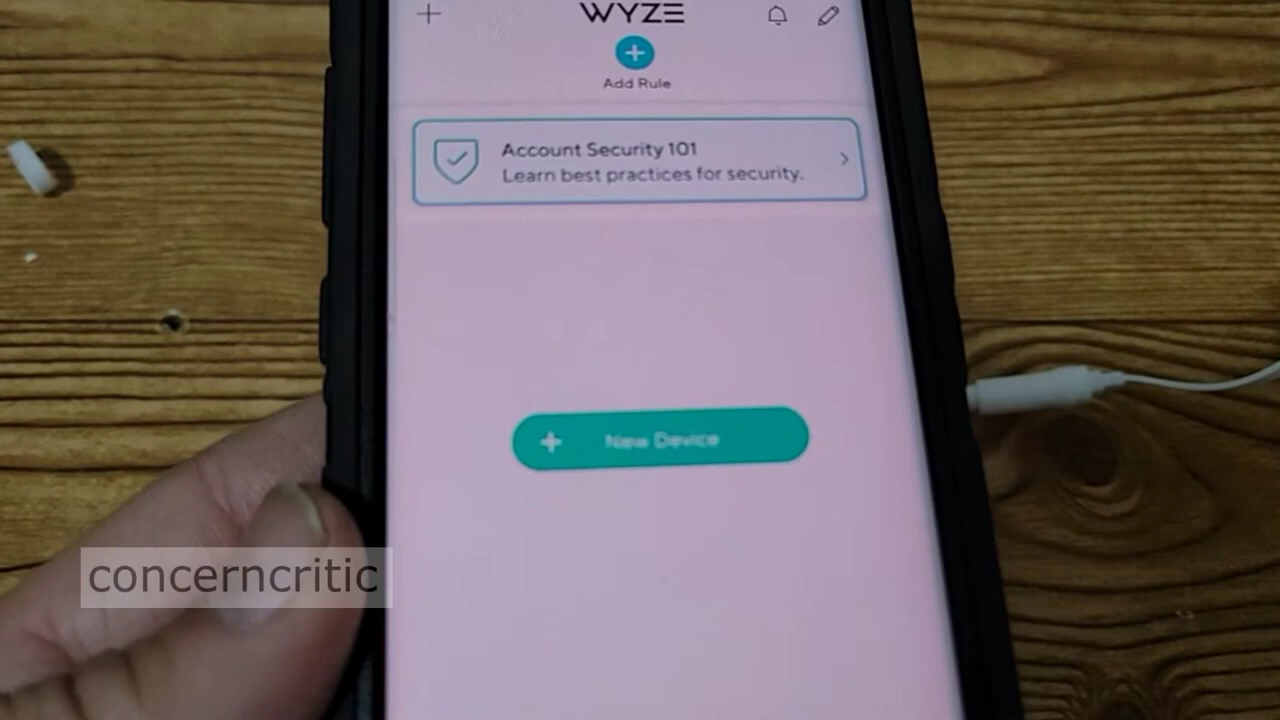 WYZE
Add Rule
Account Security 101
Learn best practices for security.
New Device
concerncritic